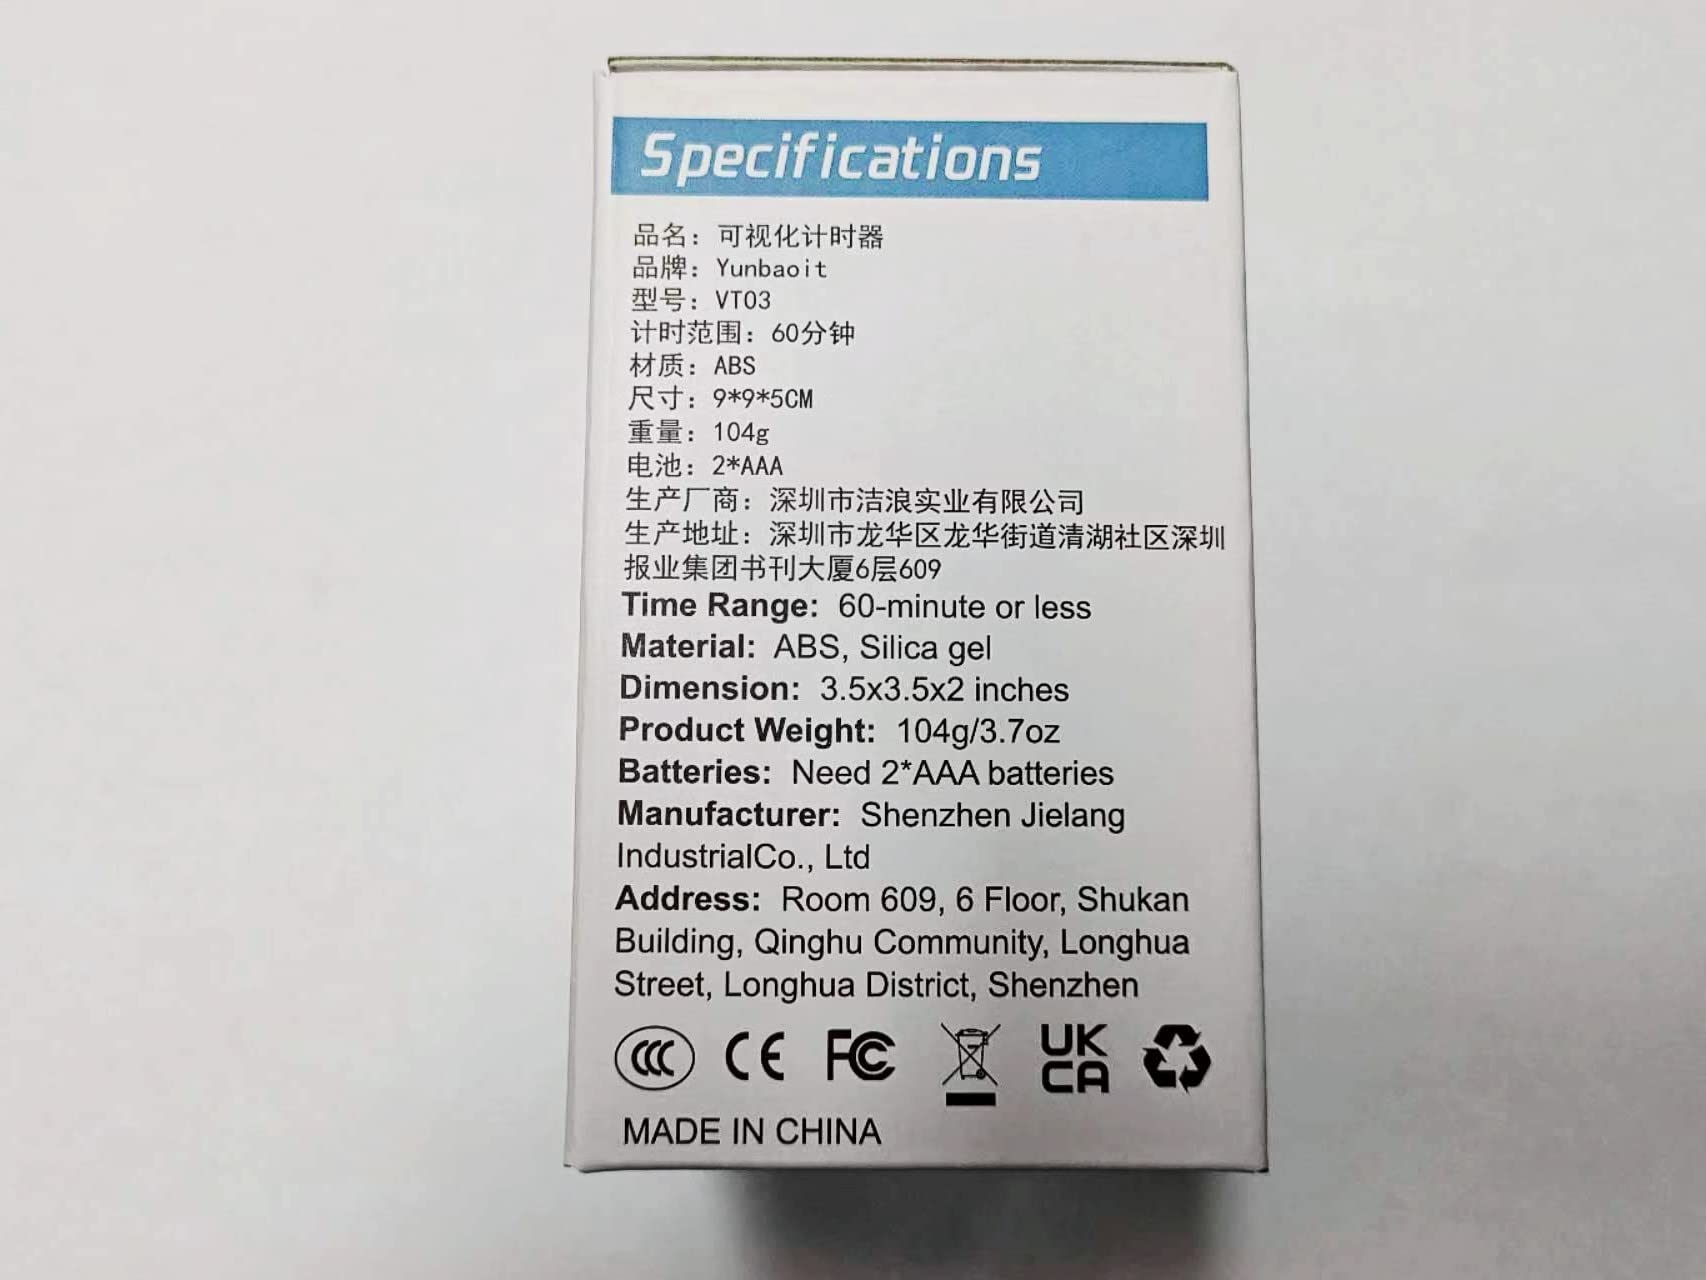 Specifications
品名：可视化计时器
品牌：Yunbaoit
型号：VT03
计时范围：60分钟
材质：ABS
尺寸：9*9*5CM
重量：104g
电池：2*AAA
生产厂商：深圳市洁浪实业有限公司
生产地址：深圳市龙华区龙华街道清湖社区深圳
报业集团书刊大厦6层609
Time Range: 60-minute or less
Material: ABS, Silica gel
Dimension: 3.5x3.5x2 inches
Product Weight: 104g/3.7oz
Batteries: Need 2*AAA batteries
Manufacturer: Shenzhen Jielang
IndustrialCo., Ltd
Address: Room 609, 6 Floor, Shukan
Building, Qinghu Community, Longhua
Street, Longhua District, Shenzhen
CCC CE FC UK
CA
MADE IN CHINA